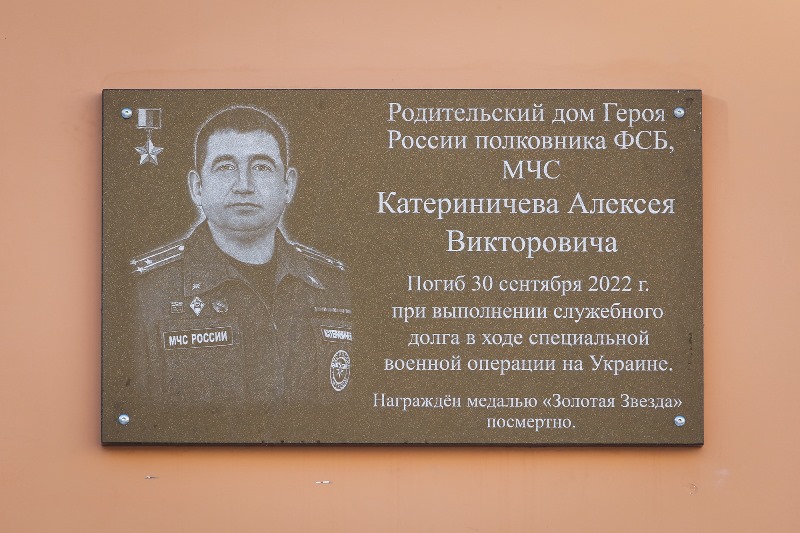 Родительский дом Героя
России полковника ФСБ,
МЧС
Катериничева Алексея
Викторовича
Погиб 30 сентября 2022 г.
при выполнении служебного
долга в ходе специальной
военной операции на Украине.
Награждён медалью «Золотая Звезда»
посмертно.
МЧС РОССИИ